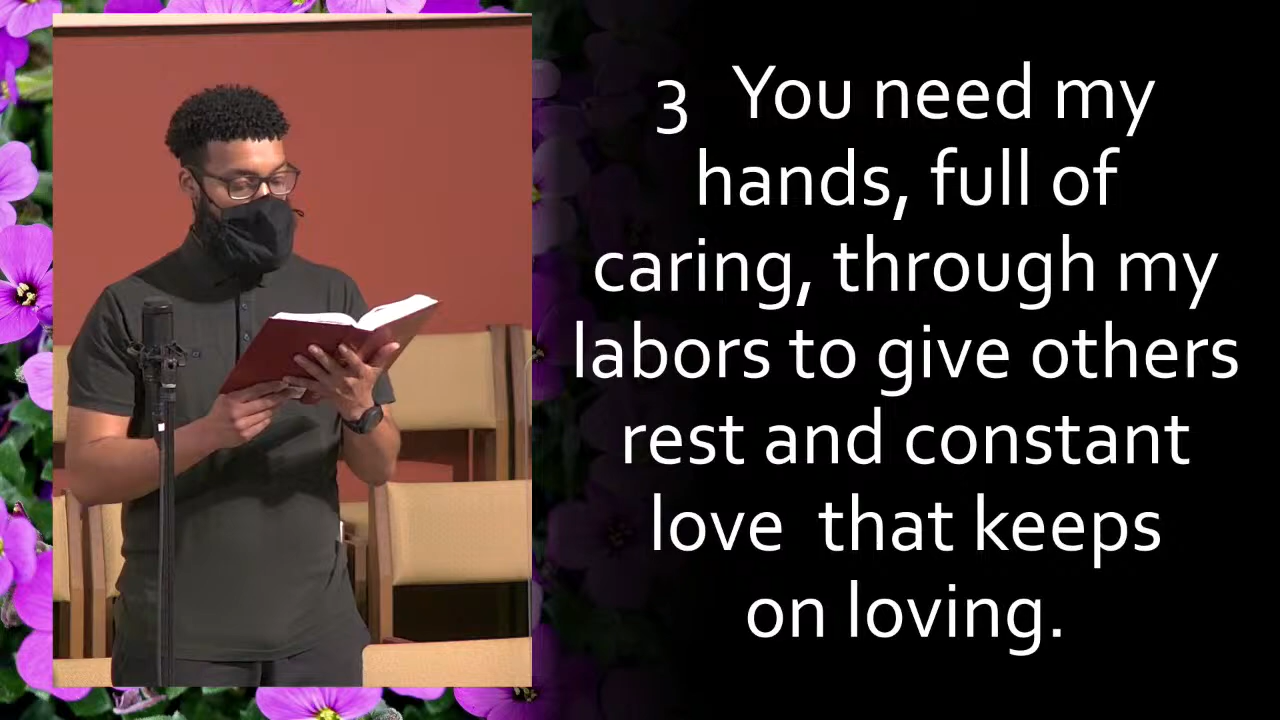 3 You need my
hands, full of
caring, through my
labors to give others
rest and constant
love that keeps
on loving.